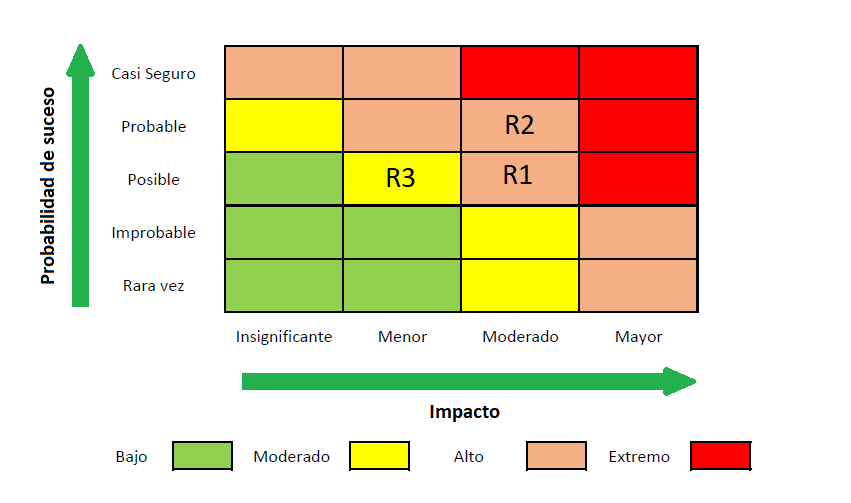 Probabilidad de suceso
Casi Seguro
Probable
R2
Posible
R3
R1
Improbable
Rara vez
Insignificante
Menor
Moderado
Mayor
Impacto
Bajo
Moderado
Alto
Extremo